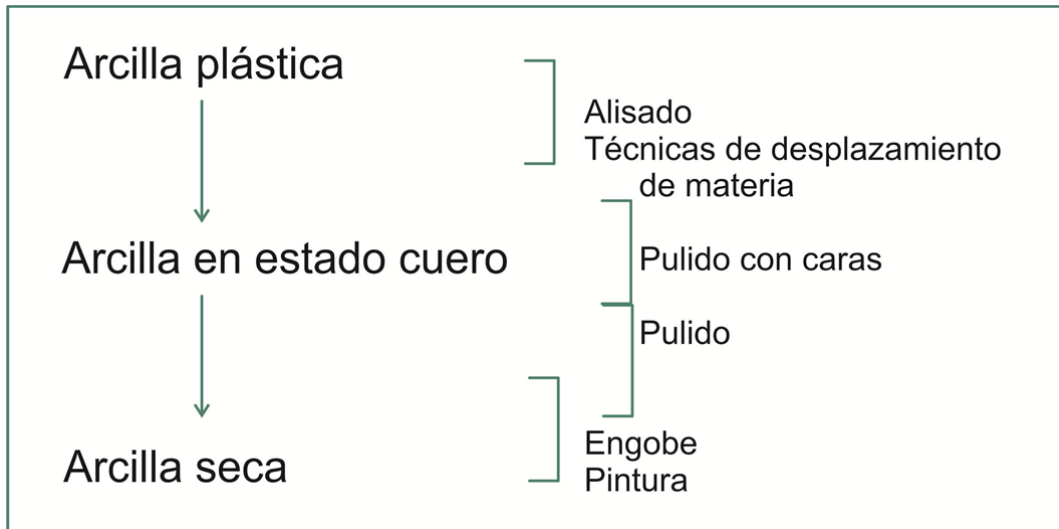 Arcilla plástica
Alisado
Técnicas de desplazamiento
de materia
Arcilla en estado cuero
Pulido con caras
Pulido
Engobe
Arcilla seca
Pintura